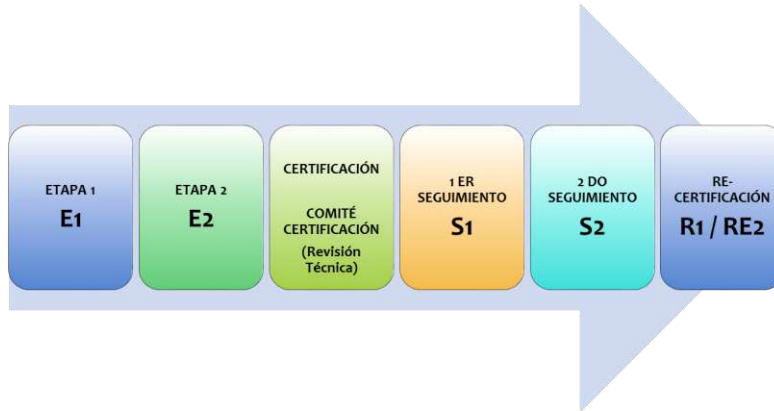 ETAPA 1
E1
ETAPA 2
E2
CERTIFICACIÓN
COMITÉ
CERTIFICACIÓN
(Revisión
Técnica)
1 ER
SEGUIMIENTO
S1
2 DO
SEGUIMIENTO
S2
RE-
CERTIFICACIÓN
R1 / RE2